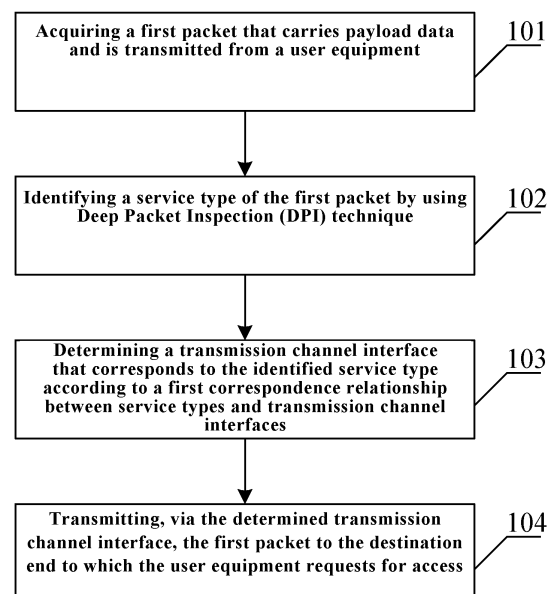 Acquiring a first packet that carries payload data
and is transmitted from a user equipment
101
Identifying a service type of the first packet by using
Deep Packet Inspection (DPI) technique
102
Determining a transmission channel interface
that corresponds to the identified service type
according to a first correspondence relationship
between service types and transmission channel
interfaces
103
Transmitting, via the determined transmission
channel interface, the first packet to the destination
end to which the user equipment requests for access
104